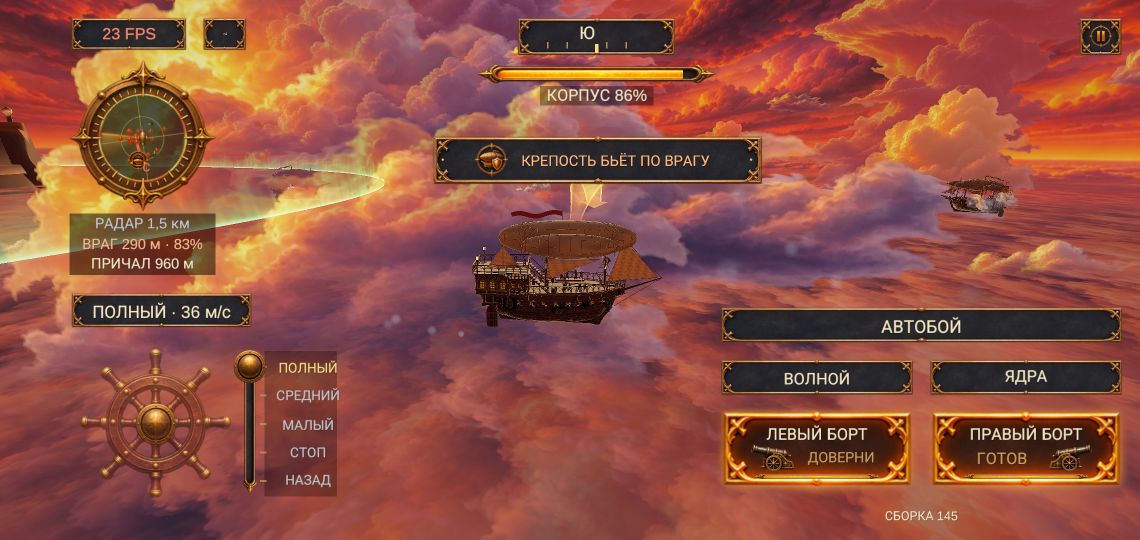 23 FPS
Ю
КОРПУС 86%
КРЕПОСТЬ БЬЁТ ПО ВРАГУ
РАДАР 1,5 км
ВРАГ 290 м · 83%
ПРИЧАЛ 960 м
ПОЛНЫЙ · 36 м/с
ПОЛНЫЙ
СРЕДНИЙ
МАЛЫЙ
СТОП
НАЗАД
АВТОБОЙ
ВОЛНОЙ
ЯДРА
ЛЕВЫЙ БОРТ
ДОВЕРНИ
ПРАВЫЙ БОРТ
ГОТОВ
СБОРКА 145